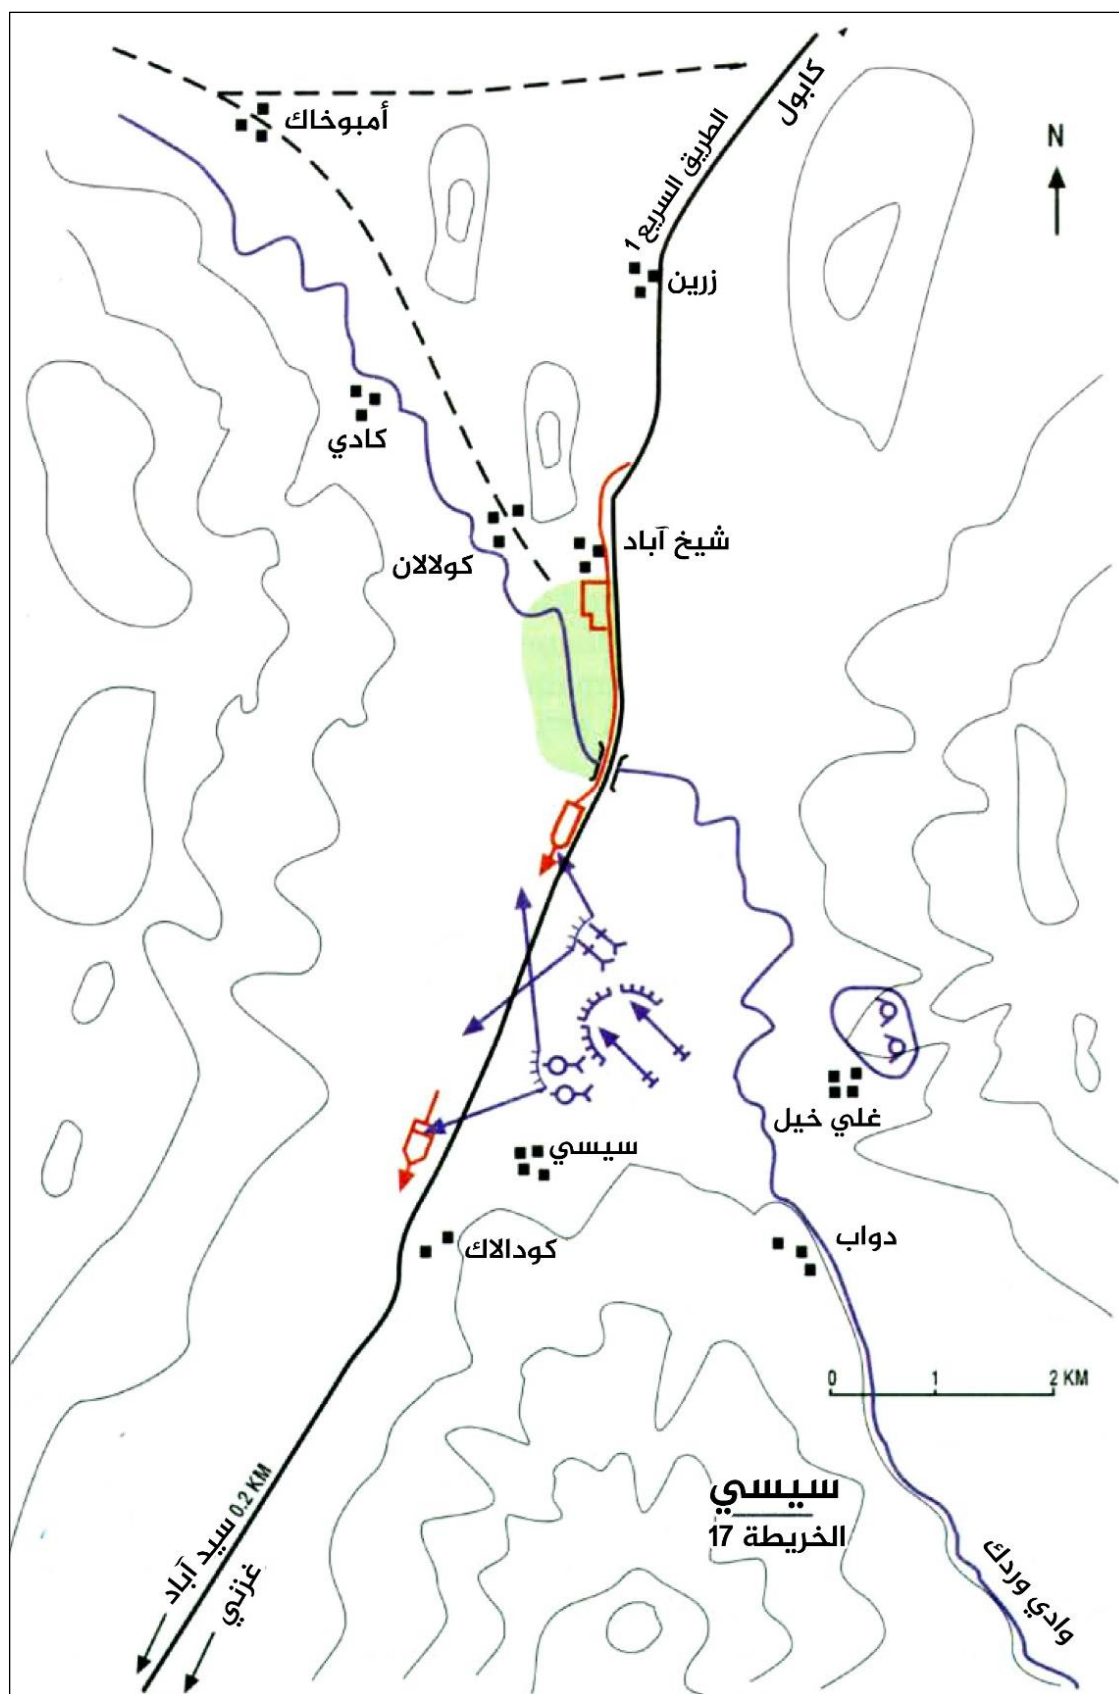 كابول
أمبوخاك
الطريق السريع 1
N
زرين
كادي
شيخ آباد
كولالان
غلي خيل
سيسي
دواب
كودالاك
0 1 2 KM
سيسي
الخريطة 17
سيد آباد 0.2 KM
غزني
وادي وردك